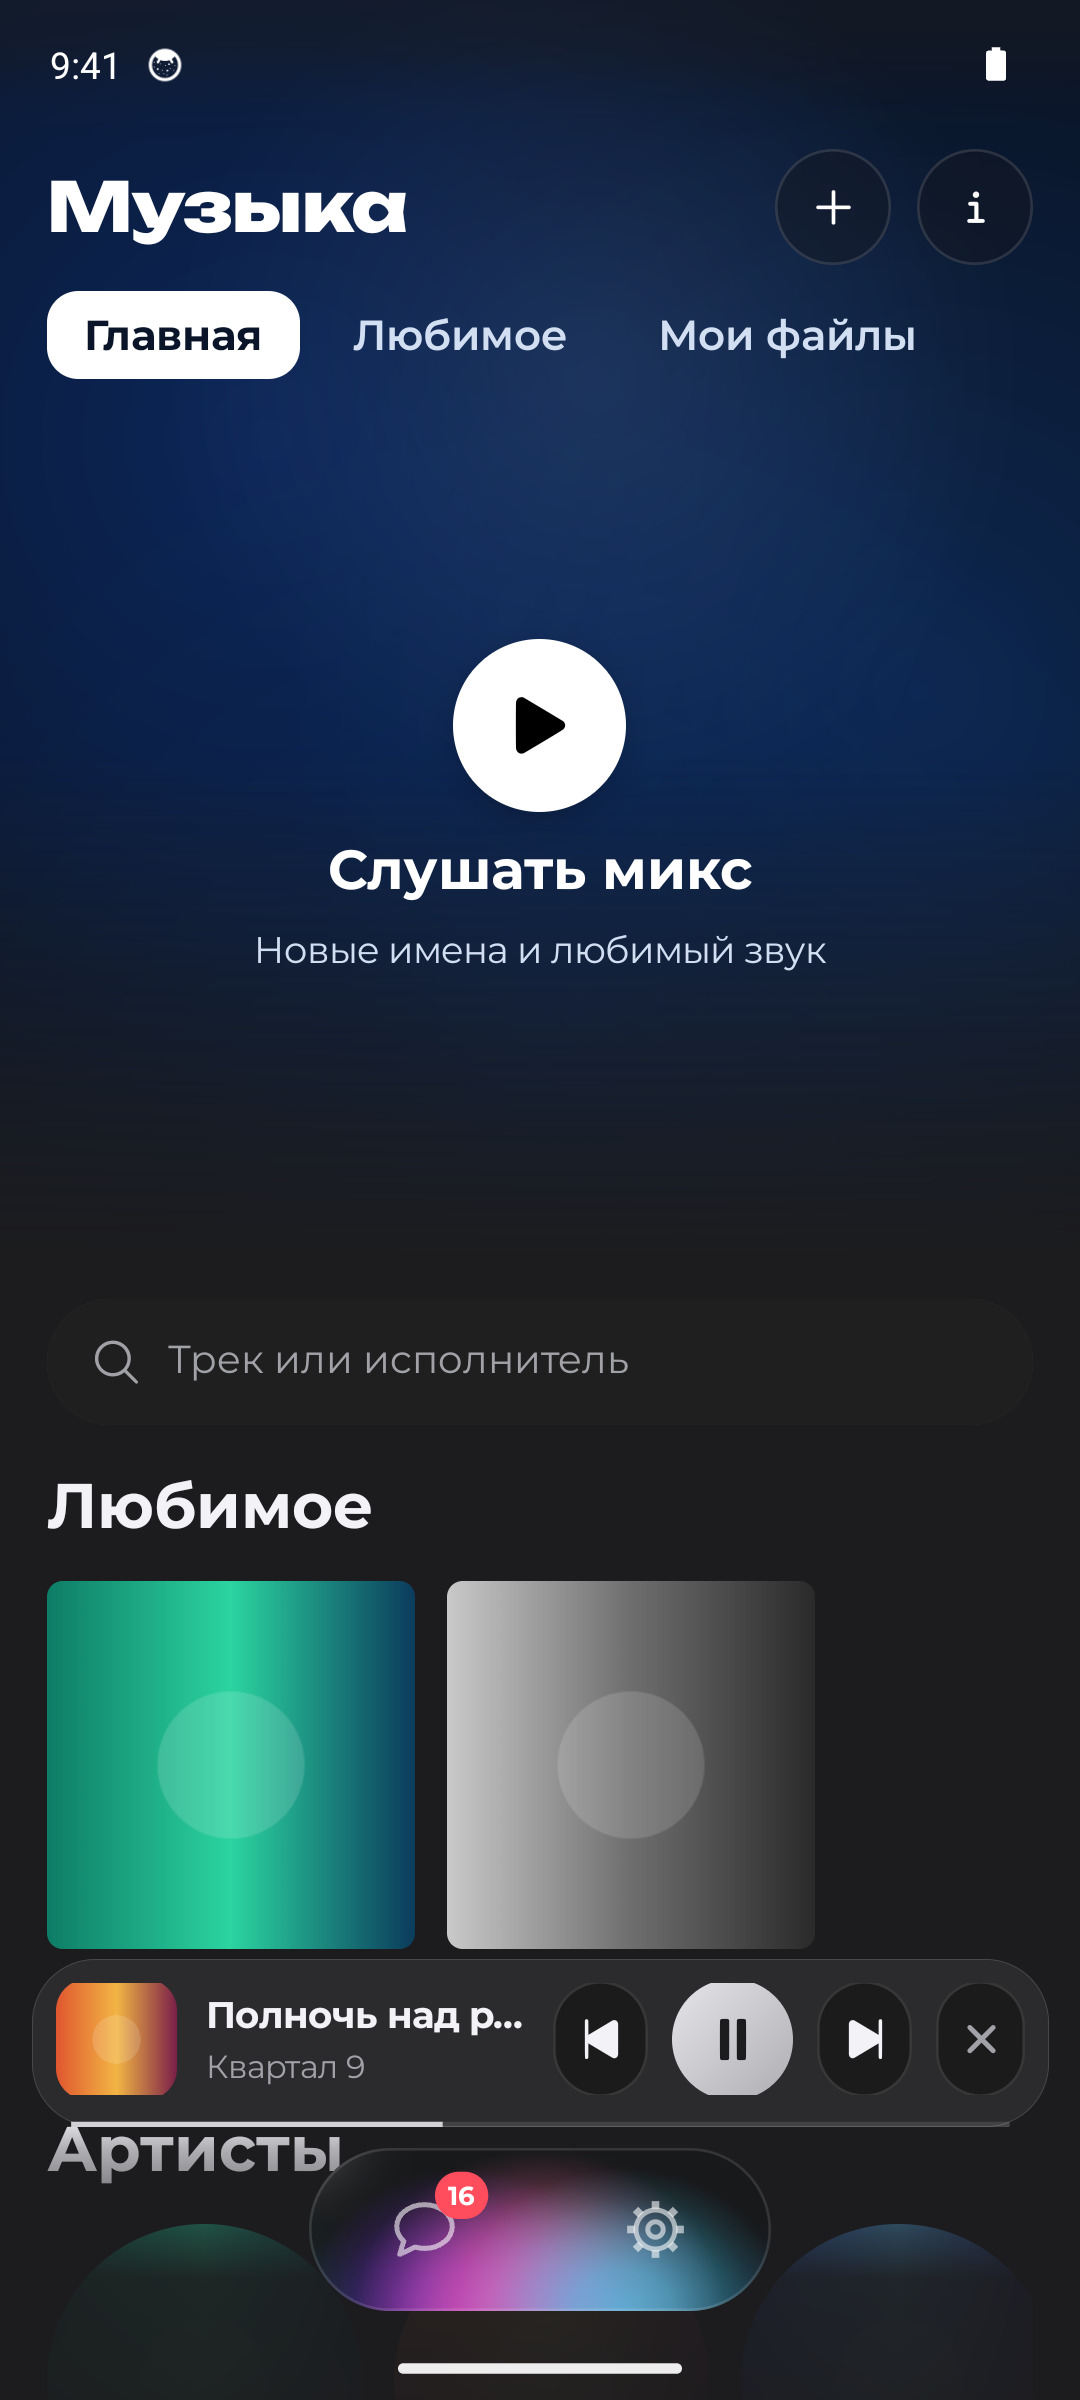 9:41
Музыка
Главная
Любимое
Мои файлы
Слушать микс
Новые имена и любимый звук
Трек или исполнитель
Любимое
Полночь над р...
Квартал 9
Артисты
16